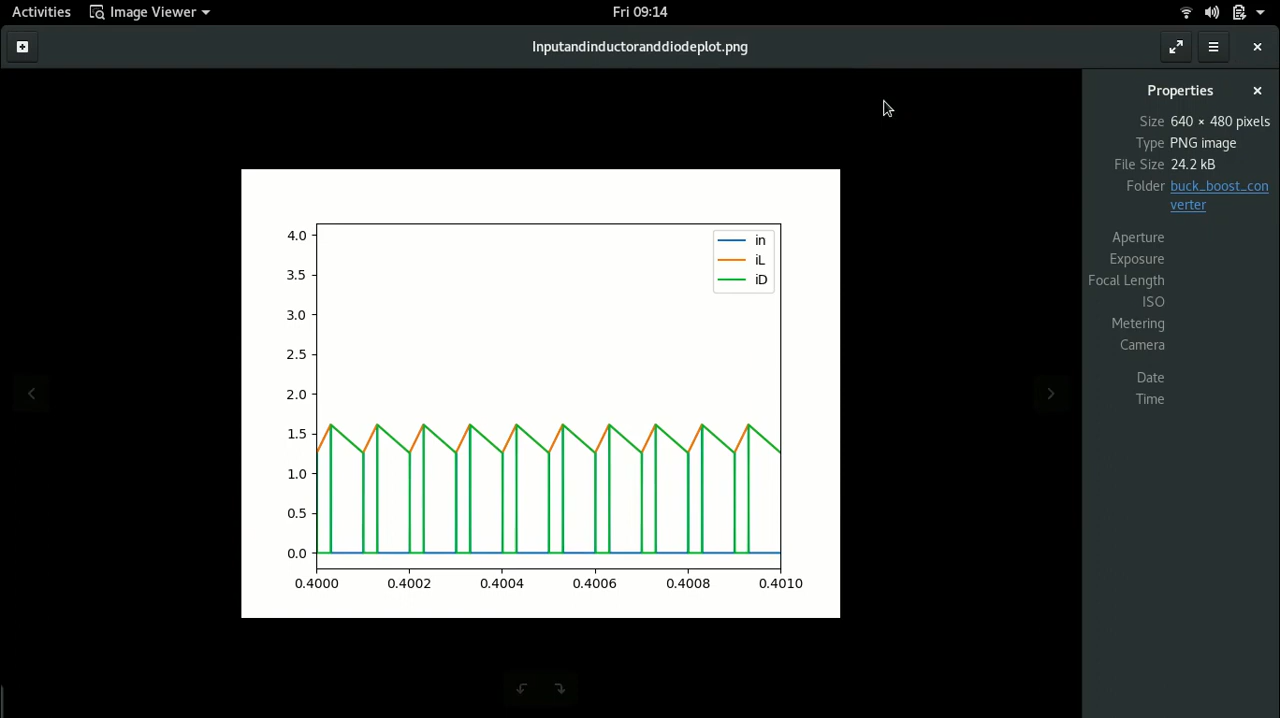 Activities Image Viewer Fri 09:14
Inputandinductoranddiodeplot.png
Properties
Size 640 × 480 pixels
Type PNG image
File Size 24.2 kB
Folder buck_boost_con
verter
Aperture
Exposure
Focal Length
ISO
Metering
Camera
Date
Time
in
iL
iD
4.0
3.5
3.0
2.5
2.0
1.5
1.0
0.5
0.0
0.4000 0.4002 0.4004 0.4006 0.4008 0.4010